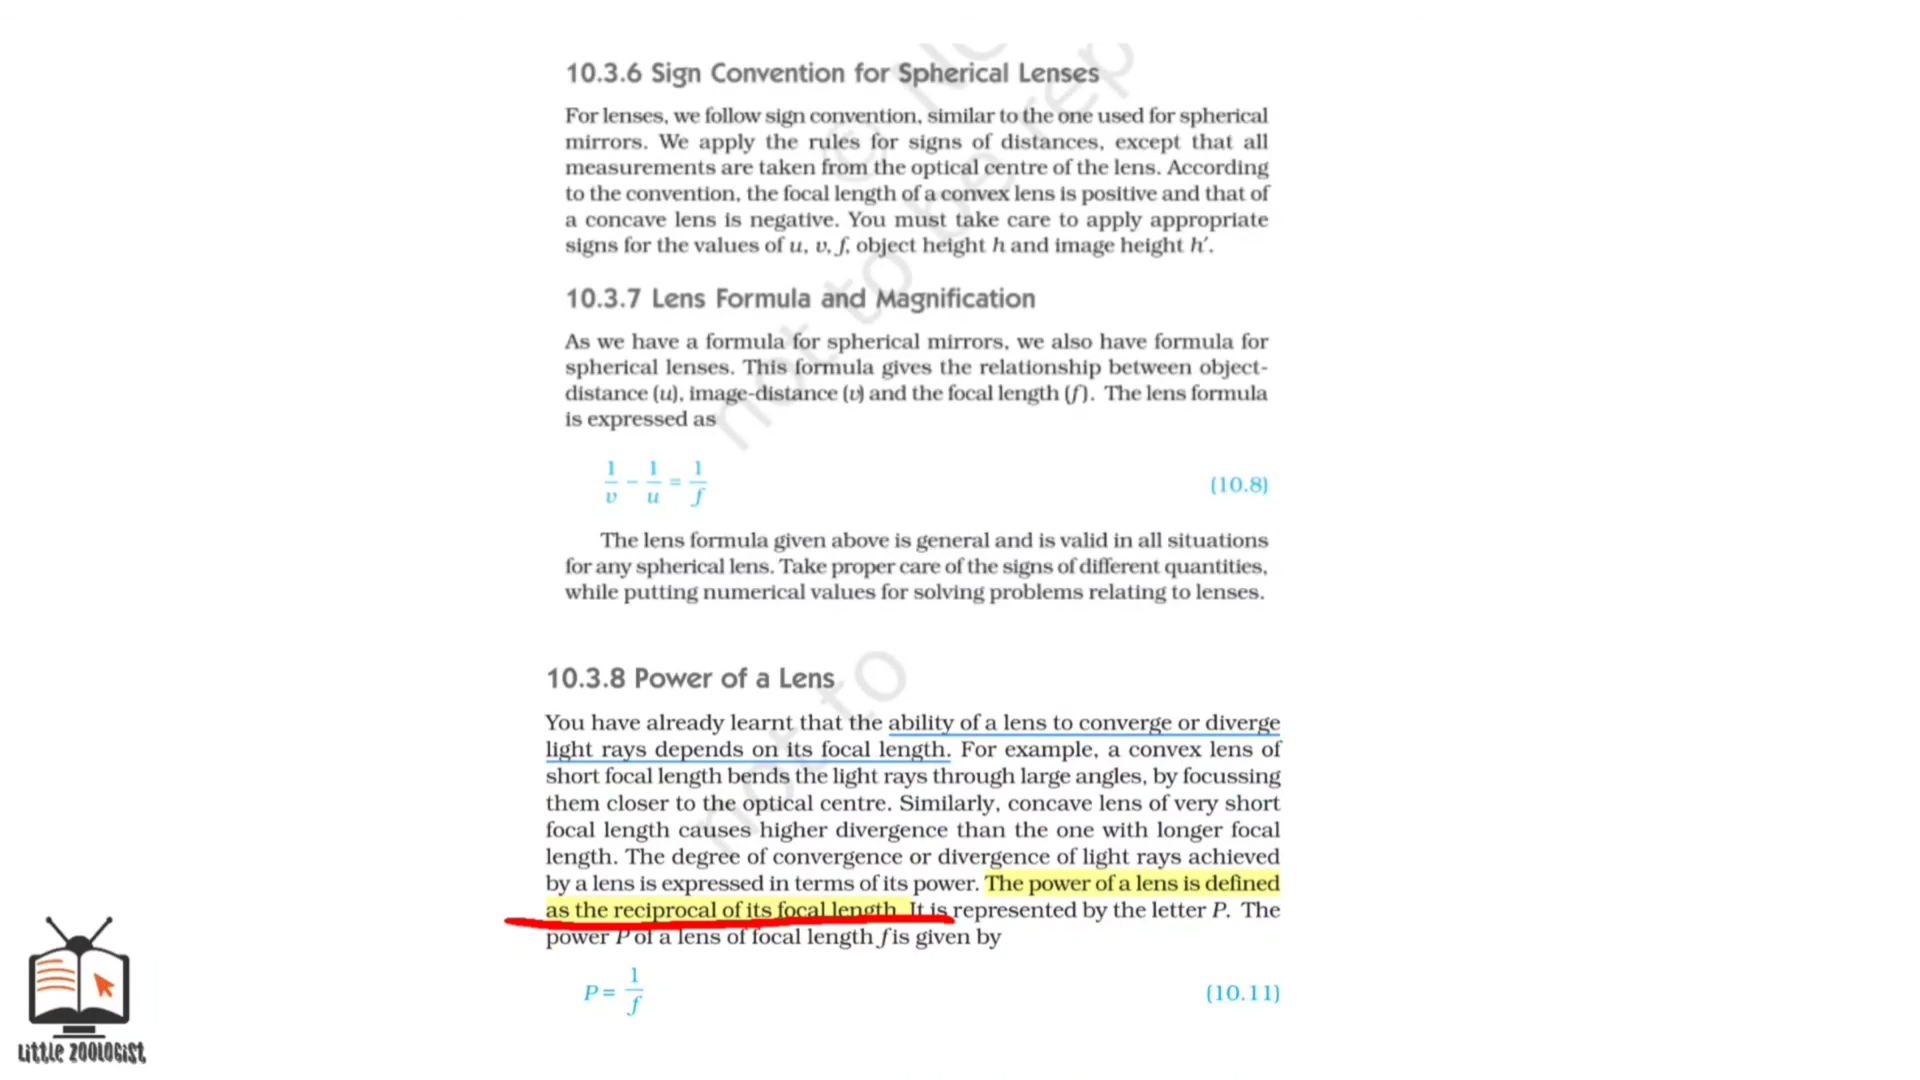 10.3.6 Sign Convention for Spherical Lenses
For lenses, we follow sign convention, similar to the one used for spherical
mirrors. We apply the rules for signs of distances, except that all
measurements are taken from the optical centre of the lens. According
to the convention, the focal length of a convex lens is positive and that of
a concave lens is negative. You must take care to apply appropriate
signs for the values of u, v, f, object height h and image height h′.
10.3.7 Lens Formula and Magnification
As we have a formula for spherical mirrors, we also have formula for
spherical lenses. This formula gives the relationship between object-
distance (u), image-distance (v) and the focal length (f). The lens formula
is expressed as
1/v − 1/u = 1/f (10.8)
The lens formula given above is general and is valid in all situations
for any spherical lens. Take proper care of the signs of different quantities,
while putting numerical values for solving problems relating to lenses.
10.3.8 Power of a Lens
You have already learnt that the ability of a lens to converge or diverge
light rays depends on its focal length. For example, a convex lens of
short focal length bends the light rays through large angles, by focussing
them closer to the optical centre. Similarly, concave lens of very short
focal length causes higher divergence than the one with longer focal
length. The degree of convergence or divergence of light rays achieved
by a lens is expressed in terms of its power. The power of a lens is defined
as the reciprocal of its focal length. It is represented by the letter P. The
power P of a lens of focal length f is given by
P = 1/f (10.11)
not to be rep
not to
LittLe ZOOLOGiSt